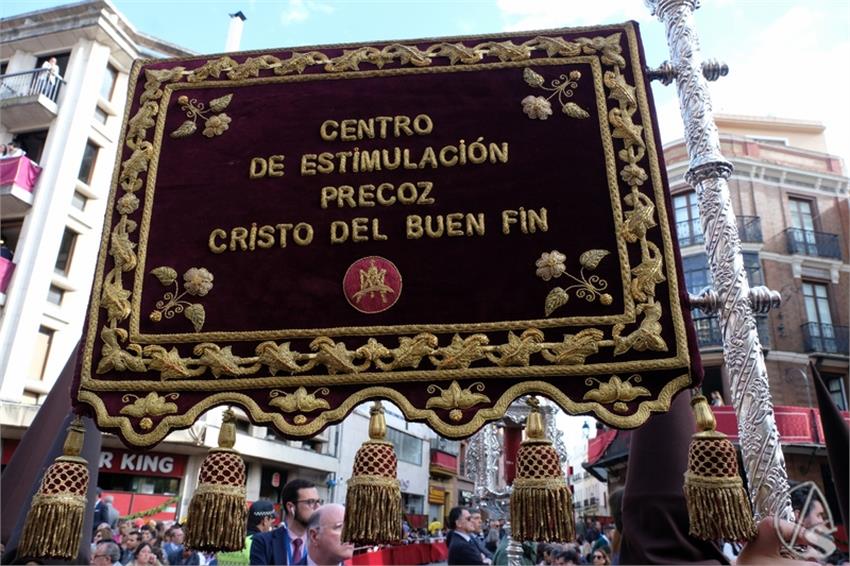 CENTRO
DE ESTIMULACIÓN
PRECOZ
CRISTO DEL BUEN FIN
R KING